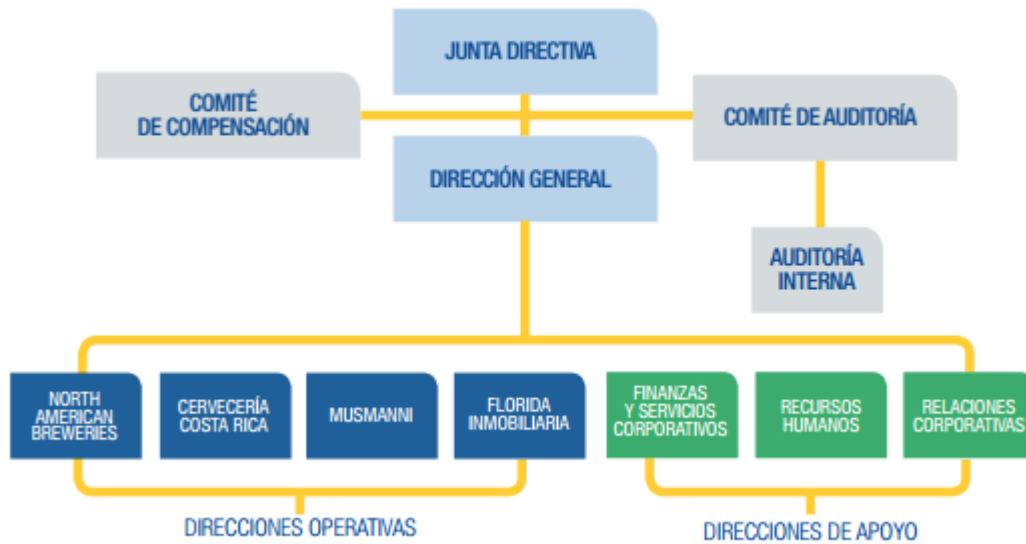 JUNTA DIRECTIVA
COMITÉ
DE COMPENSACIÓN
COMITÉ DE AUDITORÍA
DIRECCIÓN GENERAL
AUDITORÍA
INTERNA
NORTH
AMERICAN
BREWERIES
CERVECERÍA
COSTA RICA
MUSMANNI
FLORIDA
INMOBILIARIA
FINANZAS
Y SERVICIOS
CORPORATIVOS
RECURSOS
HUMANOS
RELACIONES
CORPORATIVAS
DIRECCIONES OPERATIVAS
DIRECCIONES DE APOYO